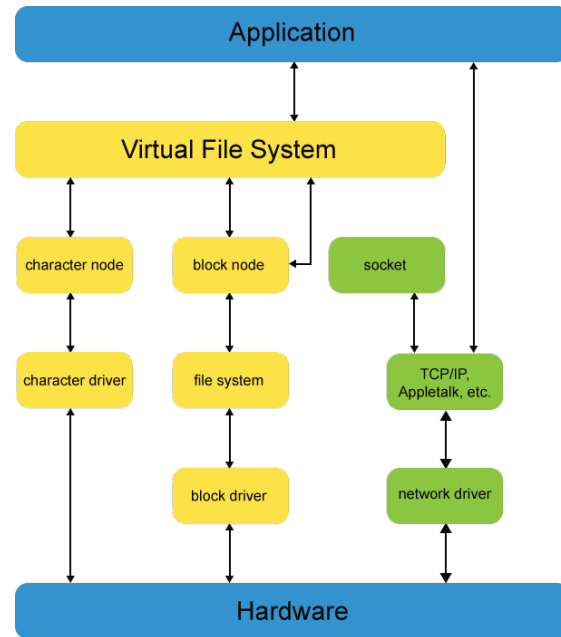 Application
Virtual File System
character node
block node
socket
character driver
file system
TCP/IP,
Appletalk, etc.
block driver
network driver
Hardware